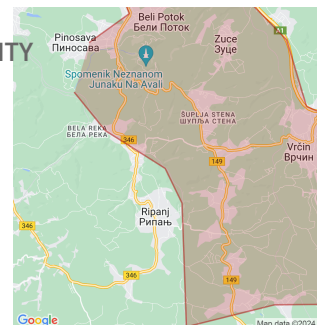 Beli Potok
Бели Поток
Pinosava
Пиносава
Zuce
Зуце
A1
ITY
Spomenik Neznanom
Junaku Na Avali
ŠUPLJA STENA
ШУПЉА СТЕНА
BELA REKA
БЕЛА РЕКА
346
Vrčin
Врчин
149
Ripanj
Рипањ
346
346
149
Google
Map data ©2024